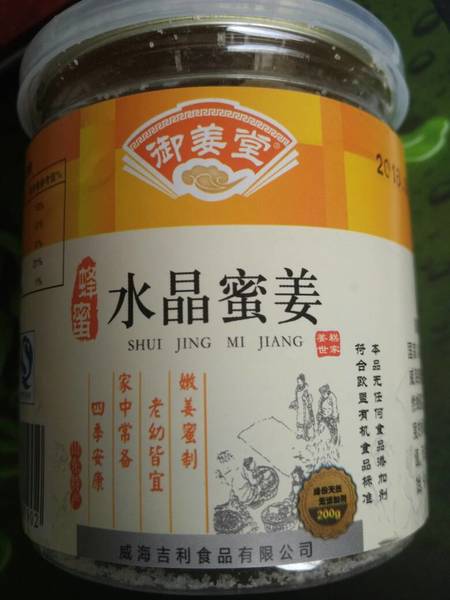 御姜堂
®
2018.
蜂蜜
水晶蜜姜
SHUI JING MI JIANG
姜糕世家
本品无任何食品添加剂
符合欧盟有机食品标准
嫩姜蜜制
老幼皆宜
家中常备
四季安康
200g
威海吉利食品有限公司